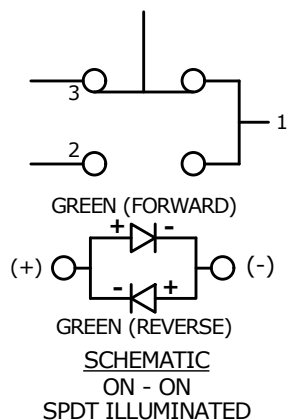 3
1
2
GREEN (FORWARD)
+ -
(+) (-)
- +
GREEN (REVERSE)
SCHEMATIC
ON - ON
SPDT ILLUMINATED